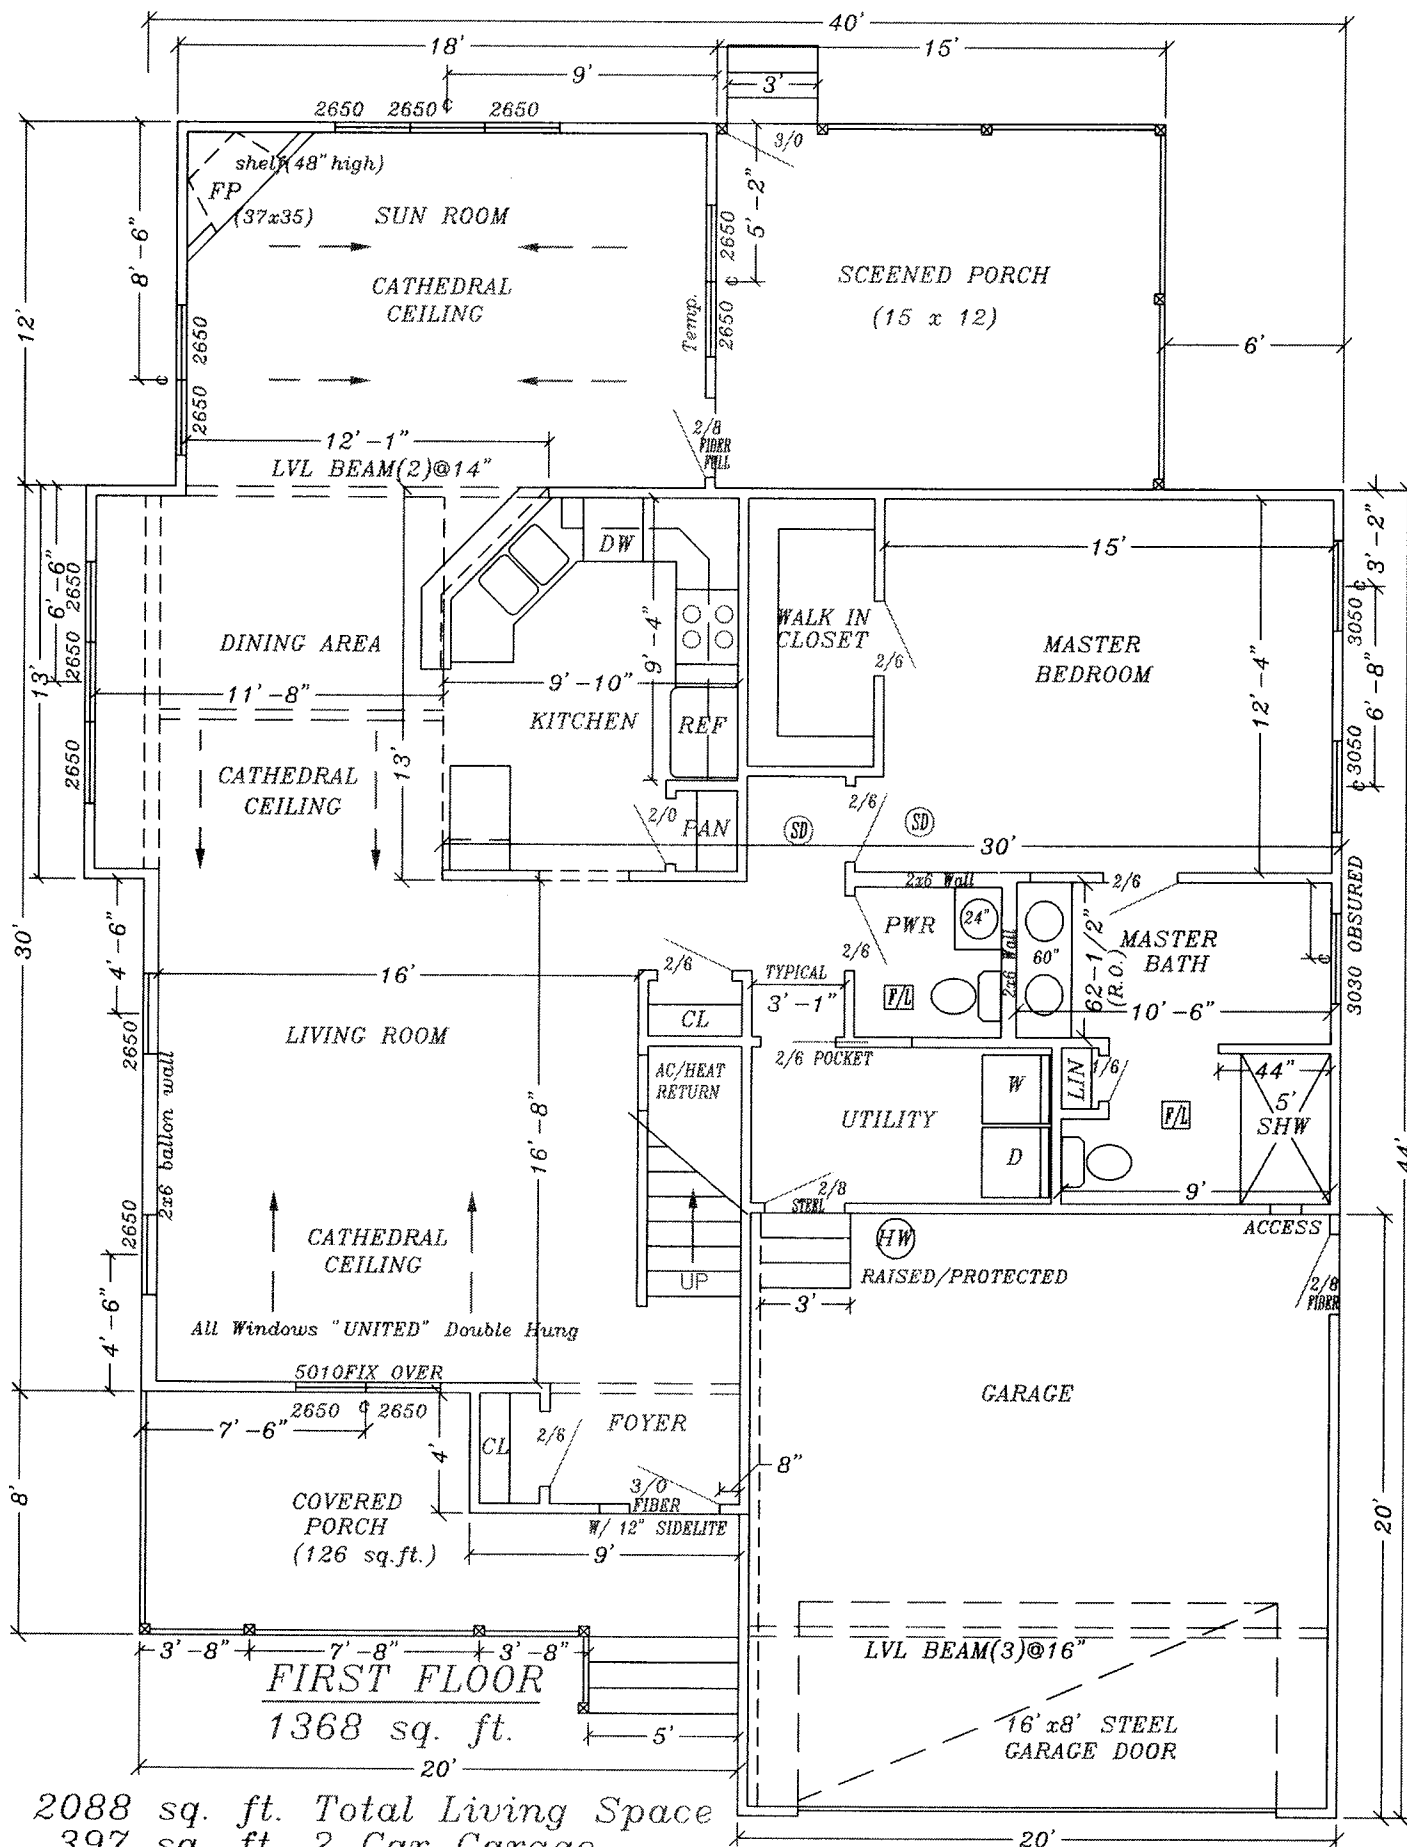 40'
18'
15'
9'
3'
2650 2650 ℄ 2650
3/0
shelf(48" high)
FP
(37x35)
SUN ROOM
CATHEDRAL
CEILING
8'-6"
12'
5'-2"
2650
℄
2650
Temp.
SCEENED PORCH
(15 x 12)
6'
2650
℄
2650
12'-1"
LVL BEAM(2)@14"
2/8
FIBER
FULL
DW
15'
3'-2"
6'-6"
2650
2650
2650
13'
DINING AREA
11'-8"
9'-4"
9'-10"
KITCHEN
REF
WALK IN
CLOSET
2/6
MASTER
BEDROOM
12'-4"
℄
3050
6'-8"
3050
℄
CATHEDRAL
CEILING
13'
2/0
PAN
2/6
SD
SD
30'
30'
2x6 Wall
2/6
3030 OBSURED
4'-6"
PWR
24"
2/6
2x6 Wall
60"
62-1/2"
(R.O.)
MASTER
BATH
℄
16'
2/6
TYPICAL
3'-1"
F/L
10'-6"
CL
LIVING ROOM
2650
2x6 ballon wall
AC/HEAT
RETURN
2/6 POCKET
W
LIN
1/6
44"
5'
SHW
F/L
UTILITY
D
16'-8"
44'
2/8
STEEL
9'
2650
CATHEDRAL
CEILING
UP
HW
RAISED/PROTECTED
ACCESS
2/8
FIBER
3'
4'-6"
All Windows "UNITED" Double Hung
5010FIX OVER
2650 ℄ 2650
7'-6"
4'
CL
2/6
FOYER
8"
GARAGE
8'
COVERED
PORCH
(126 sq.ft.)
3/0
FIBER
W/ 12" SIDELITE
9'
20'
3'-8"
7'-8"
3'-8"
LVL BEAM(3)@16"
FIRST FLOOR
1368 sq. ft.
5'
16'x8' STEEL
GARAGE DOOR
20'
2088 sq. ft. Total Living Space
397 sq. ft. 2 Car Garage
20'